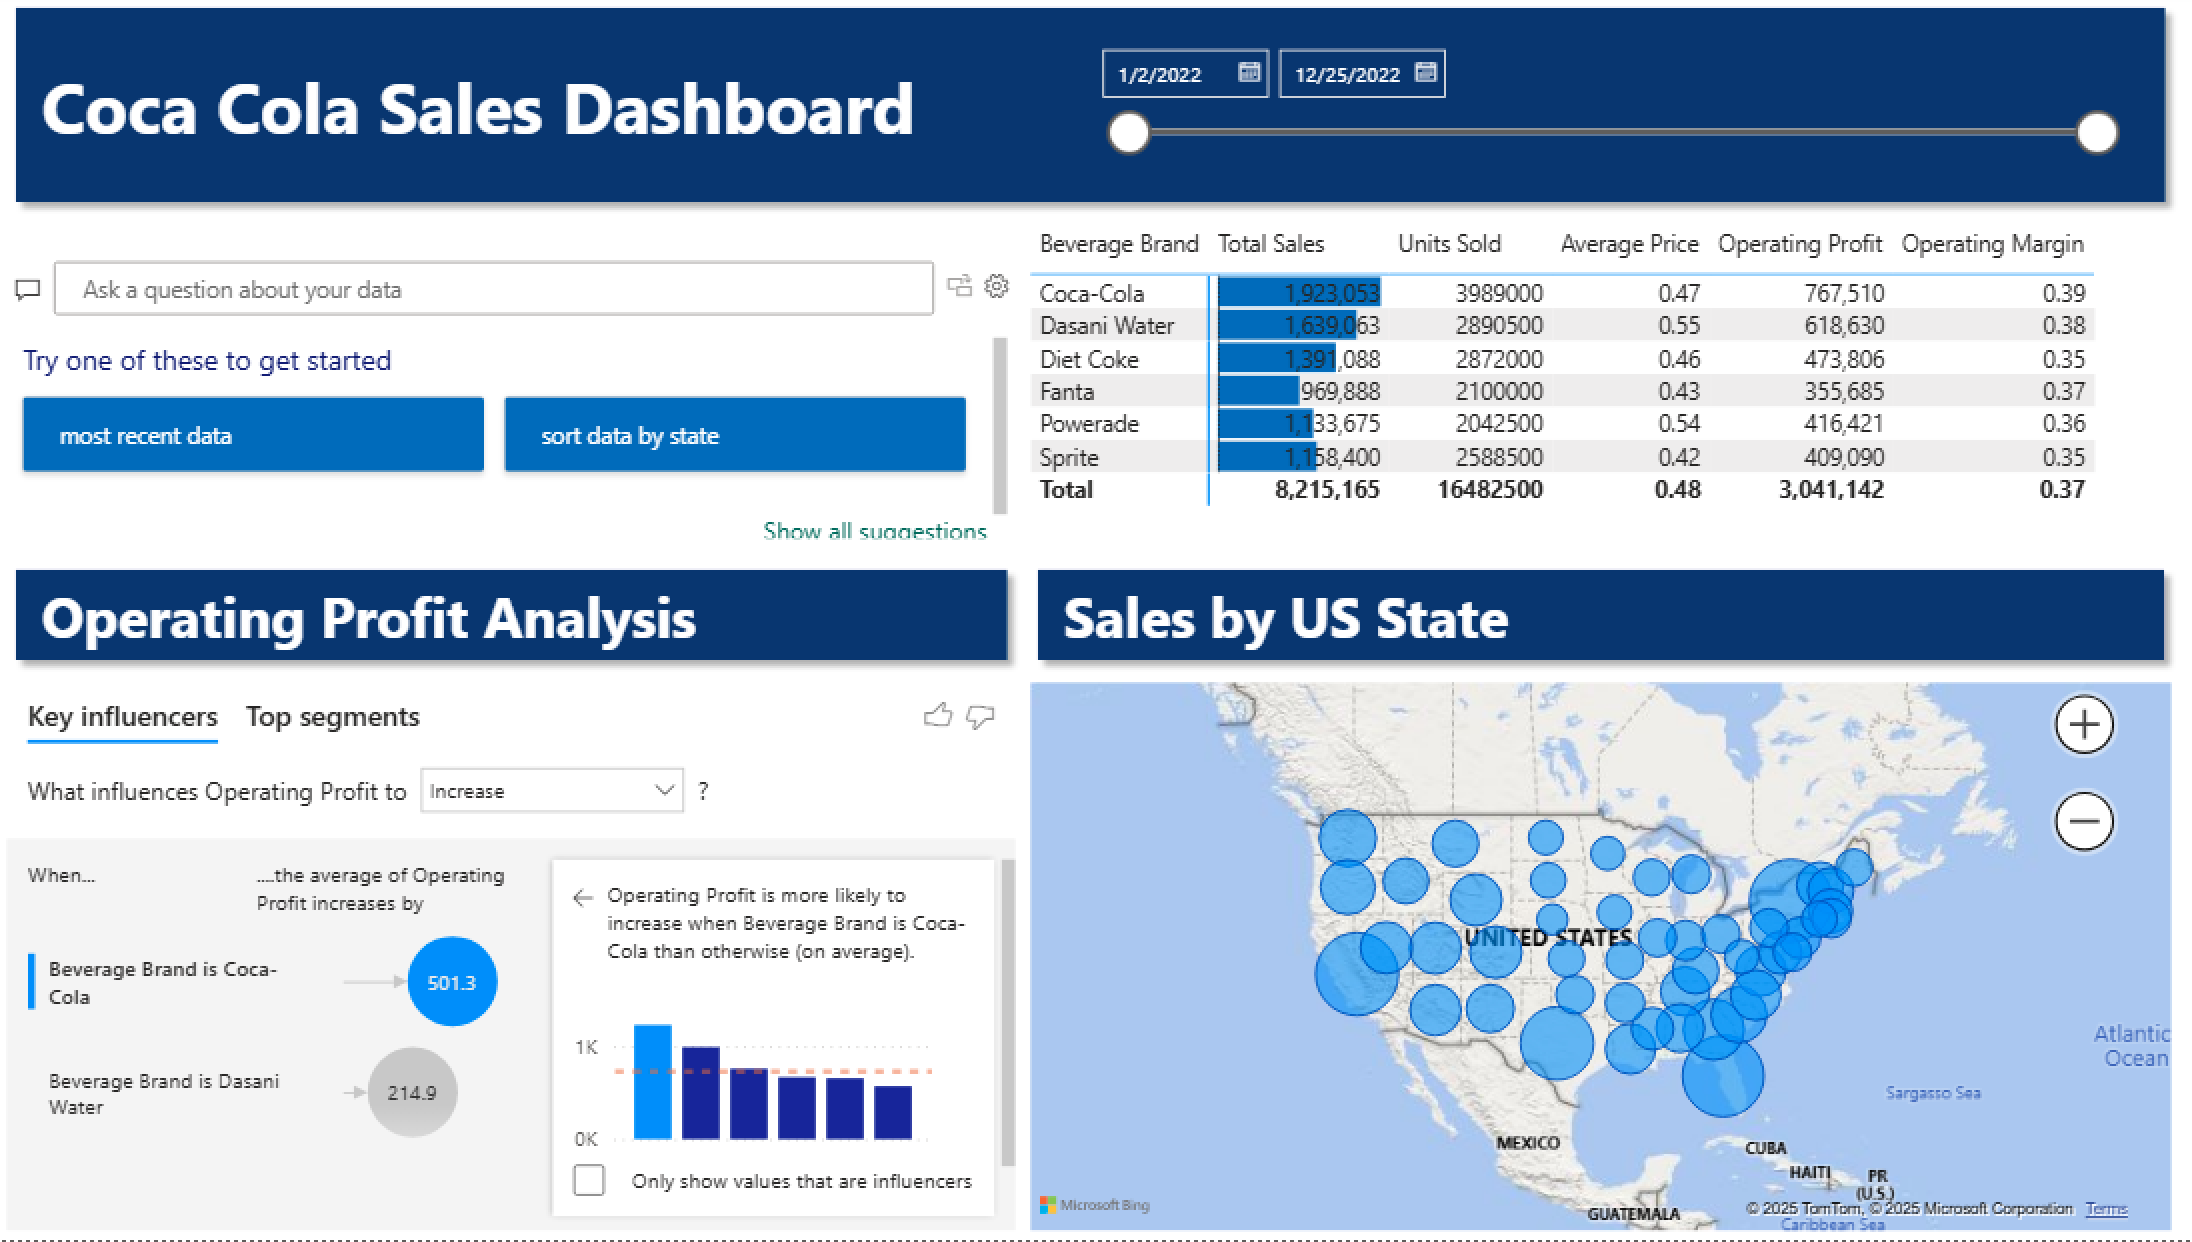 Coca Cola Sales Dashboard
1/2/2022
12/25/2022
Ask a question about your data
Try one of these to get started
most recent data
sort data by state
Show all suggestions
Beverage Brand Total Sales Units Sold Average Price Operating Profit Operating Margin
Coca-Cola 1,923,053 3989000 0.47 767,510 0.39
Dasani Water 1,639,063 2890500 0.55 618,630 0.38
Diet Coke 1,391,088 2872000 0.46 473,806 0.35
Fanta 969,888 2100000 0.43 355,685 0.37
Powerade 1,133,675 2042500 0.54 416,421 0.36
Sprite 1,158,400 2588500 0.42 409,090 0.35
Total 8,215,165 16482500 0.48 3,041,142 0.37
Operating Profit Analysis
Key influencers Top segments
What influences Operating Profit to Increase ?
When...
....the average of Operating
Profit increases by
Beverage Brand is Coca-
Cola
501.3
Beverage Brand is Dasani
Water
214.9
Operating Profit is more likely to
increase when Beverage Brand is Coca-
Cola than otherwise (on average).
1K
0K
Only show values that are influencers
Sales by US State
UNITED STATES
Atlantic
Ocean
Sargasso Sea
MEXICO
CUBA
HAITI
PR
(U.S.)
GUATEMALA
Caribbean Sea
Microsoft Bing
© 2025 TomTom, © 2025 Microsoft Corporation Terms